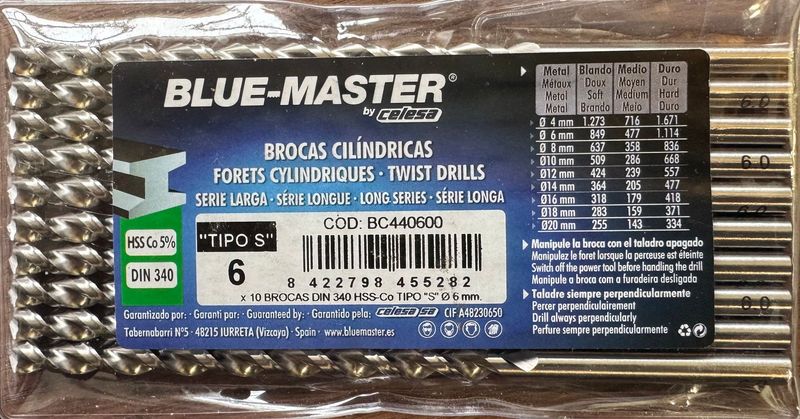 BLUE-MASTER®
by celesa
BROCAS CILÍNDRICAS
FORETS CYLINDRIQUES · TWIST DRILLS
SERIE LARGA · SÉRIE LONGUE · LONG SERIES · SÉRIE LONGA
HSS Co 5%
DIN 340
"TIPO S"
6
COD: BC440600
8 422798 455282
x 10 BROCAS DIN 340 HSS-Co TIPO "S" Ø 6 mm.
Garantizado por: · Garanti por: · Guaranteed by: · Garantido pela: celesa sa CIF A48230650
Tabernabarri Nº5 · 48215 IURRETA (Vizcaya) · Spain · www.bluemaster.es
Metal Blando Medio Duro
Métaux Doux Moyen Dur
Metal Soft Medium Hard
Metal Brando Meio Duro
Ø 4 mm 1.273 716 1.671
Ø 6 mm 849 477 1.114
Ø 8 mm 637 358 836
Ø10 mm 509 286 668
Ø12 mm 424 239 557
Ø14 mm 364 205 477
Ø16 mm 318 179 418
Ø18 mm 283 159 371
Ø20 mm 255 143 334
Manipule la broca con el taladro apagado
Manipulez le foret lorsque la perceuse est éteinte
Switch off the power tool before handling the drill
Manipule a broca com a furadeira desligada
Taladre siempre perpendicularmente
Percer perpendiculairement
Drill always perpendicularly
Perfure sempre perpendicularmente
6.0
6.0
6.0
6.0